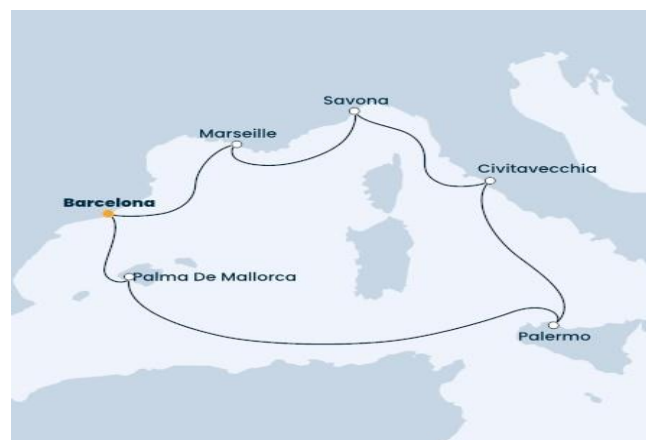 Savona
Marseille
Civitavecchia
Barcelona
Palma De Mallorca
Palermo